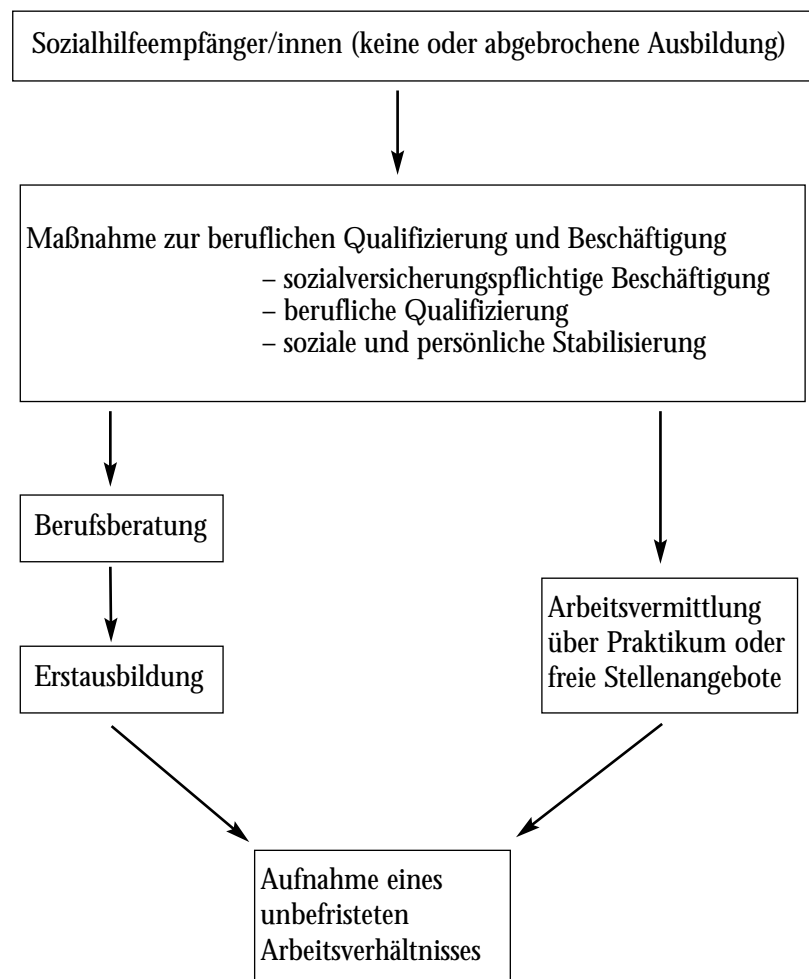 Sozialhilfeempfänger/innen (keine oder abgebrochene Ausbildung)
Maßnahme zur beruflichen Qualifizierung und Beschäftigung
– sozialversicherungspflichtige Beschäftigung
– berufliche Qualifizierung
– soziale und persönliche Stabilisierung
Berufsberatung
Erstausbildung
Arbeitsvermittlung
über Praktikum oder
freie Stellenangebote
Aufnahme eines
unbefristeten
Arbeitsverhältnisses